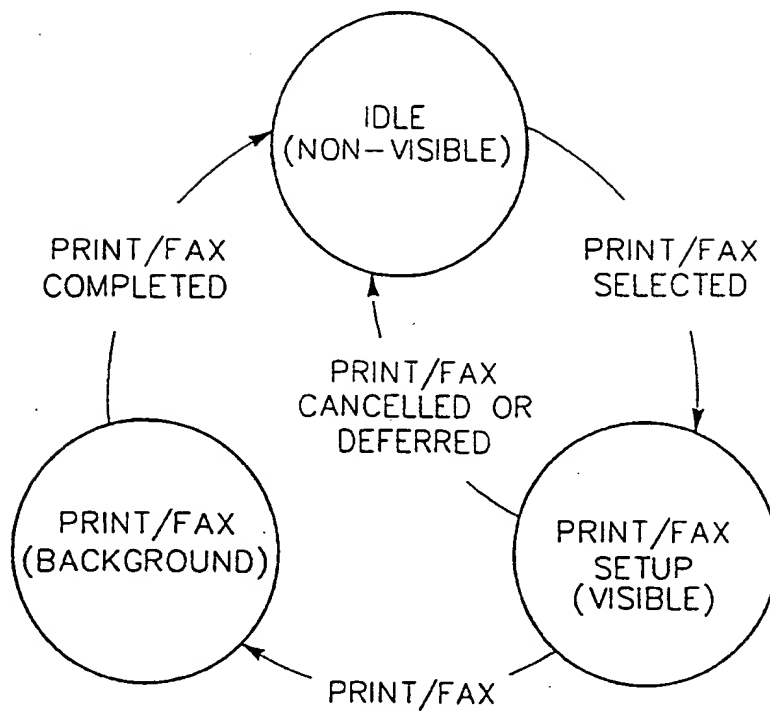 IDLE
(NON-VISIBLE)
PRINT/FAX
COMPLETED
PRINT/FAX
SELECTED
PRINT/FAX
CANCELLED OR
DEFERRED
PRINT/FAX
(BACKGROUND)
PRINT/FAX
SETUP
(VISIBLE)
PRINT/FAX